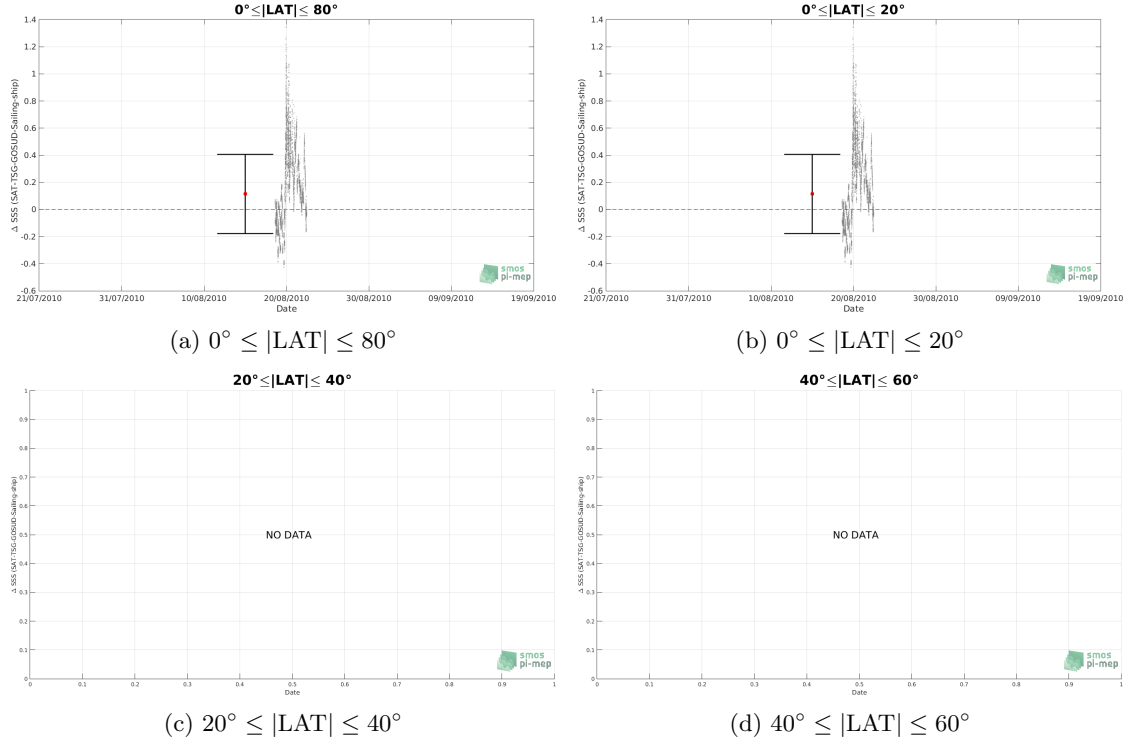 0°≤|LAT|≤ 80°
1.4
1.2
1
0.8
0.6
0.4
0.2
0
-0.2
-0.4
-0.6
Δ SSS (SAT-TSG-GOSUD-Sailing-ship)
21/07/2010 31/07/2010 10/08/2010 20/08/2010 30/08/2010 09/09/2010 19/09/2010
Date
smos
pi-mep
(a) 0° ≤ |LAT| ≤ 80°
0°≤|LAT|≤ 20°
1.4
1.2
1
0.8
0.6
0.4
0.2
0
-0.2
-0.4
-0.6
Δ SSS (SAT-TSG-GOSUD-Sailing-ship)
21/07/2010 31/07/2010 10/08/2010 20/08/2010 30/08/2010 09/09/2010 19/09/2010
Date
smos
pi-mep
(b) 0° ≤ |LAT| ≤ 20°
20°≤|LAT|≤ 40°
1
0.9
0.8
0.7
0.6
0.5
0.4
0.3
0.2
0.1
0
Δ SSS (SAT-TSG-GOSUD-Sailing-ship)
NO DATA
0 0.1 0.2 0.3 0.4 0.5 0.6 0.7 0.8 0.9 1
Date
smos
pi-mep
(c) 20° ≤ |LAT| ≤ 40°
40°≤|LAT|≤ 60°
1
0.9
0.8
0.7
0.6
0.5
0.4
0.3
0.2
0.1
0
Δ SSS (SAT-TSG-GOSUD-Sailing-ship)
NO DATA
0 0.1 0.2 0.3 0.4 0.5 0.6 0.7 0.8 0.9 1
Date
smos
pi-mep
(d) 40° ≤ |LAT| ≤ 60°